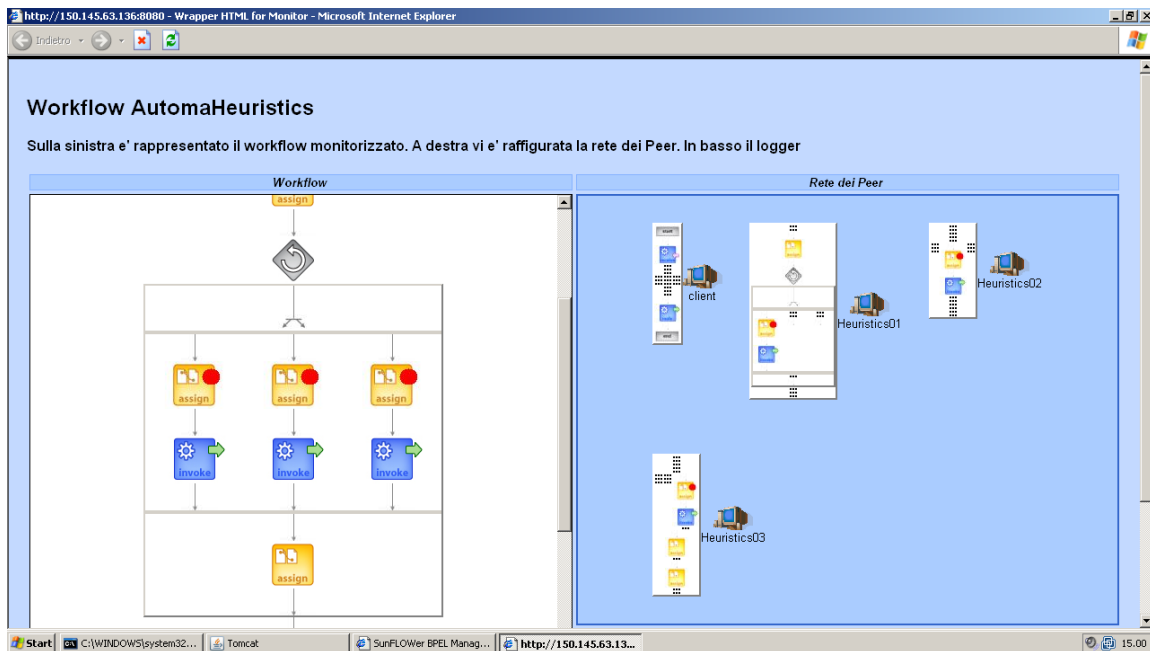 http://150.145.63.136:8080 - Wrapper HTML for Monitor - Microsoft Internet Explorer
Indietro
Workflow AutomaHeuristics
Sulla sinistra e' rappresentato il workflow monitorizzato. A destra vi e' raffigurata la rete dei Peer. In basso il logger
Workflow
Rete dei Peer
assign
client
Heuristics01
Heuristics02
assign assign assign
invoke invoke invoke
Heuristics03
assign
Start C:\WINDOWS\system32... Tomcat SunFLOWer BPEL Manag... http://150.145.63.13... 15.00